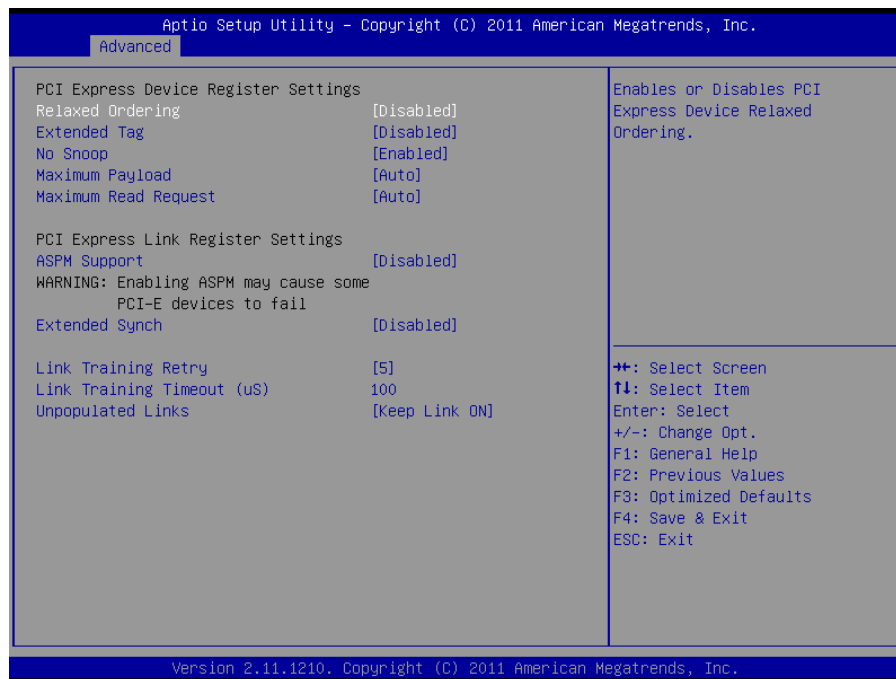 Aptio Setup Utility – Copyright (C) 2011 American Megatrends, Inc.
Advanced
PCI Express Device Register Settings
Relaxed Ordering [Disabled]
Extended Tag [Disabled]
No Snoop [Enabled]
Maximum Payload [Auto]
Maximum Read Request [Auto]
PCI Express Link Register Settings
ASPM Support [Disabled]
WARNING: Enabling ASPM may cause some
PCI-E devices to fail
Extended Synch [Disabled]
Link Training Retry [5]
Link Training Timeout (uS) 100
Unpopulated Links [Keep Link ON]
Enables or Disables PCI
Express Device Relaxed
Ordering.
→←: Select Screen
↑↓: Select Item
Enter: Select
+/-: Change Opt.
F1: General Help
F2: Previous Values
F3: Optimized Defaults
F4: Save & Exit
ESC: Exit
Version 2.11.1210. Copyright (C) 2011 American Megatrends, Inc.